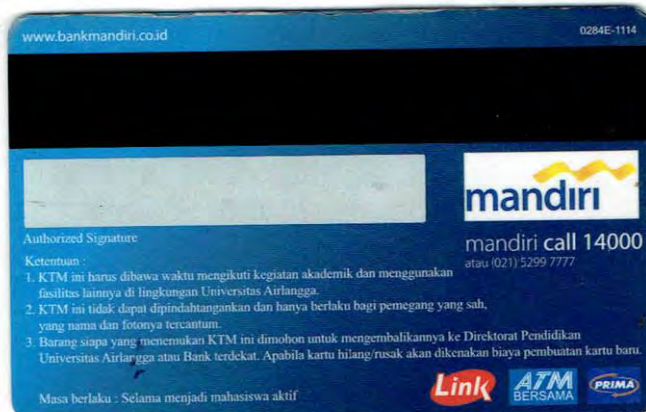 www.bankmandiri.co.id
0284E-1114
mandiri
Authorized Signature
mandiri call 14000
atau (021) 5299 7777
Ketentuan :
1. KTM ini harus dibawa waktu mengikuti kegiatan akademik dan menggunakan
fasilitas lainnya di lingkungan Universitas Airlangga.
2. KTM ini tidak dapat dipindahtangankan dan hanya berlaku bagi pemegang yang sah,
yang nama dan fotonya tercantum.
3. Barang siapa yang menemukan KTM ini dimohon untuk mengembalikannya ke Direktorat Pendidikan
Universitas Airlangga atau Bank terdekat. Apabila kartu hilang/rusak akan dikenakan biaya pembuatan kartu baru.
Masa berlaku : Selama menjadi mahasiswa aktif
Link
ATM
BERSAMA
PRIMA